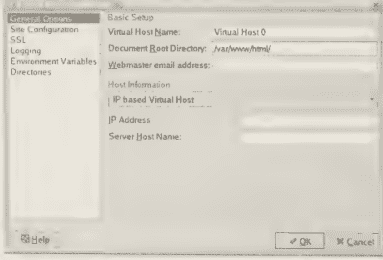 General Options
Site Configuration
SSL
Logging
Environment Variables
Directories
Basic Setup
Virtual Host Name: Virtual Host 0
Document Root Directory: /var/www/html/
Webmaster email address:
Host Information
IP based Virtual Host
IP Address
Server Host Name:
Help
OK
Cancel